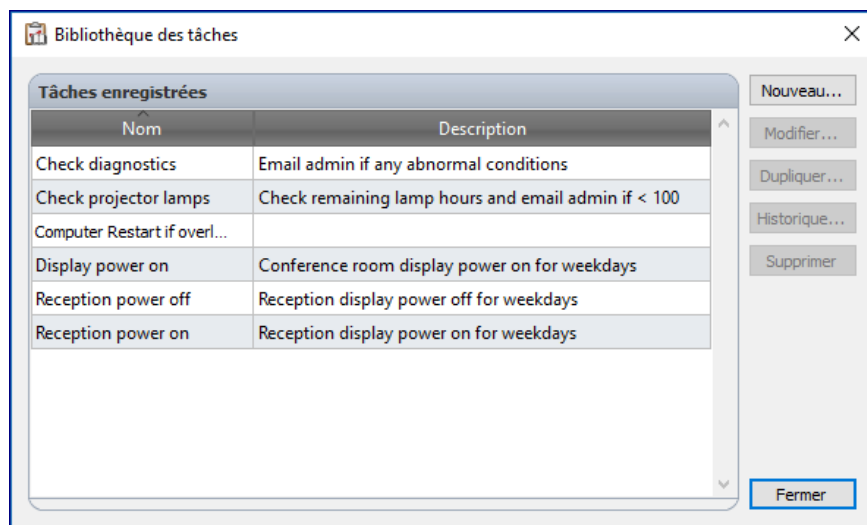 Bibliothèque des tâches
Tâches enregistrées
Nom Description
Check diagnostics Email admin if any abnormal conditions
Check projector lamps Check remaining lamp hours and email admin if < 100
Computer Restart if overl...
Display power on Conference room display power on for weekdays
Reception power off Reception display power off for weekdays
Reception power on Reception display power on for weekdays
Nouveau...
Modifier...
Dupliquer...
Historique...
Supprimer
Fermer